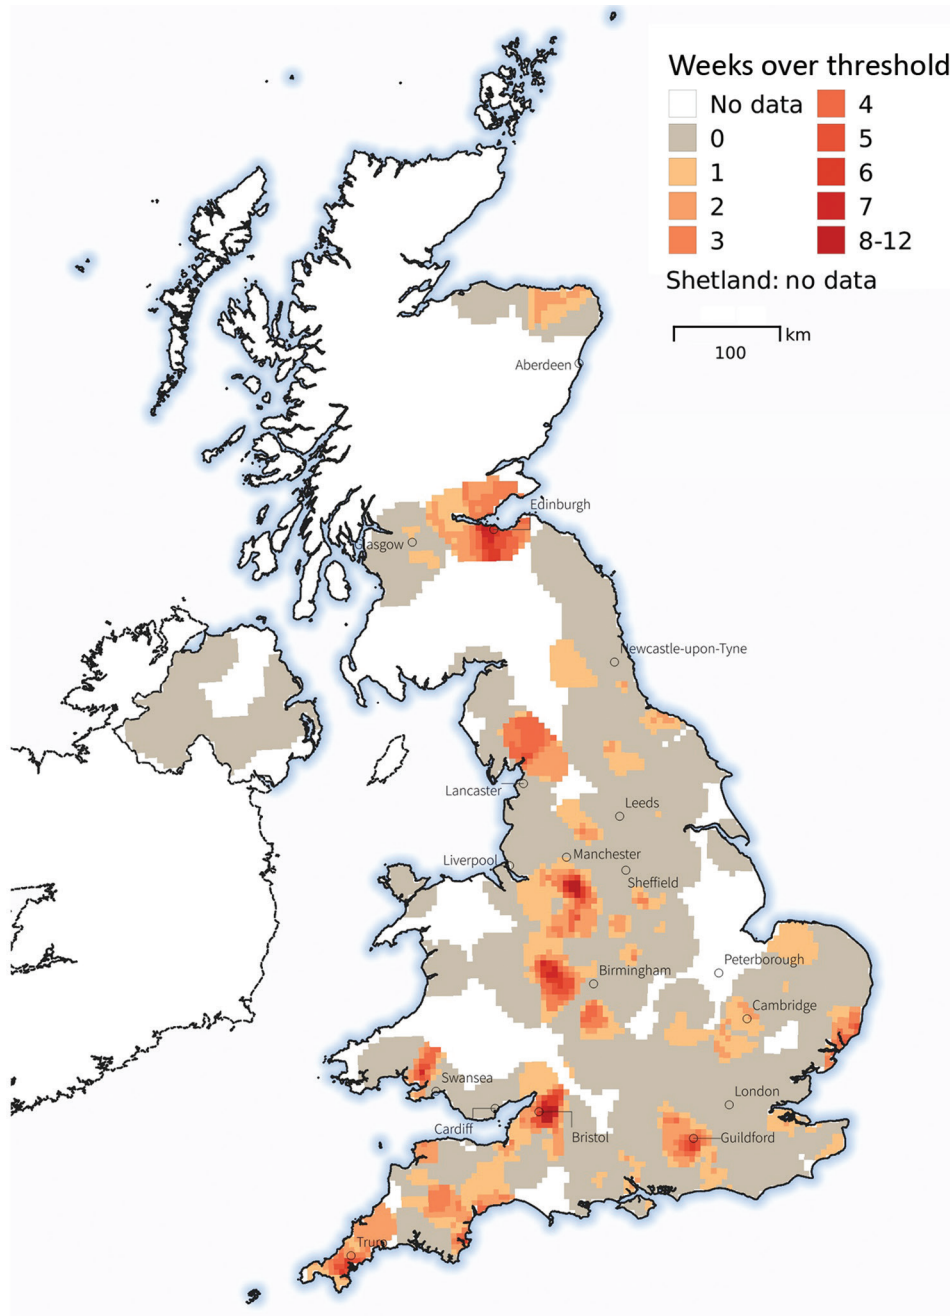 Weeks over threshold
No data
0
1
2
3
4
5
6
7
8-12
Shetland: no data
km
100
Aberdeen
Edinburgh
Glasgow
Newcastle-upon-Tyne
Lancaster
Leeds
Liverpool
Manchester
Sheffield
Peterborough
Birmingham
Cambridge
Swansea
London
Cardiff
Bristol
Guildford
Truro